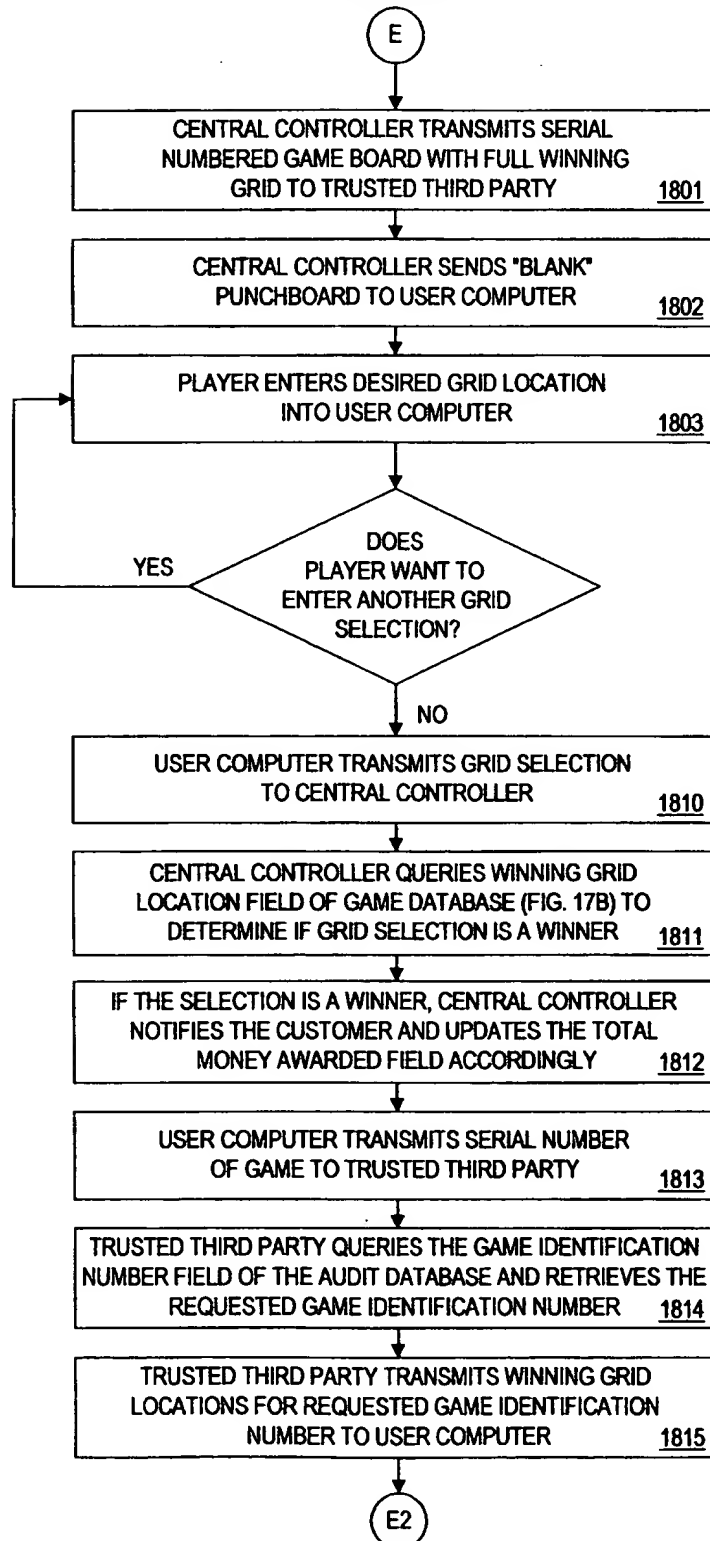 E
CENTRAL CONTROLLER TRANSMITS SERIAL
NUMBERED GAME BOARD WITH FULL WINNING
GRID TO TRUSTED THIRD PARTY 1801
CENTRAL CONTROLLER SENDS "BLANK"
PUNCHBOARD TO USER COMPUTER 1802
PLAYER ENTERS DESIRED GRID LOCATION
INTO USER COMPUTER 1803
DOES
YES PLAYER WANT TO
ENTER ANOTHER GRID
SELECTION?
NO
USER COMPUTER TRANSMITS GRID SELECTION
TO CENTRAL CONTROLLER 1810
CENTRAL CONTROLLER QUERIES WINNING GRID
LOCATION FIELD OF GAME DATABASE (FIG. 17B) TO
DETERMINE IF GRID SELECTION IS A WINNER 1811
IF THE SELECTION IS A WINNER, CENTRAL CONTROLLER
NOTIFIES THE CUSTOMER AND UPDATES THE TOTAL
MONEY AWARDED FIELD ACCORDINGLY 1812
USER COMPUTER TRANSMITS SERIAL NUMBER
OF GAME TO TRUSTED THIRD PARTY 1813
TRUSTED THIRD PARTY QUERIES THE GAME IDENTIFICATION
NUMBER FIELD OF THE AUDIT DATABASE AND RETRIEVES THE
REQUESTED GAME IDENTIFICATION NUMBER 1814
TRUSTED THIRD PARTY TRANSMITS WINNING GRID
LOCATIONS FOR REQUESTED GAME IDENTIFICATION
NUMBER TO USER COMPUTER 1815
E2